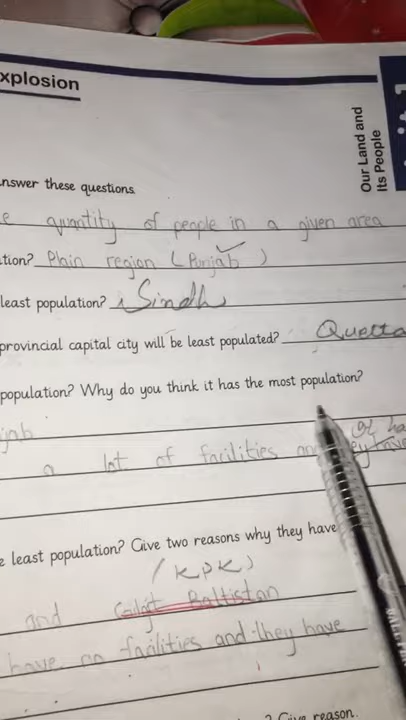 xplosion
Our Land and
Its People
nswer these questions.
e quantity of people in a given area
tion? Plain region (Punjab)
least population? Sindh
provincial capital city will be least populated? Quetta
population? Why do you think it has the most population?
jab
a lot of facilities
e least population? Give two reasons why they have
(KPK)
and Gilgit Baltistan
have no facilities and they have
? Give reason.